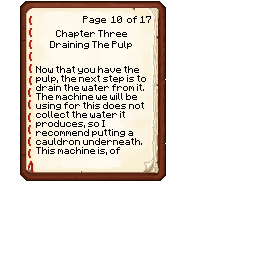 Page 10 of 17
Chapter Three
Draining The Pulp
Now that you have the
pulp, the next step is to
drain the water from it.
The machine we will be
using for this does not
collect the water it
produces, so I
recommend putting a
cauldron underneath.
This machine is, of